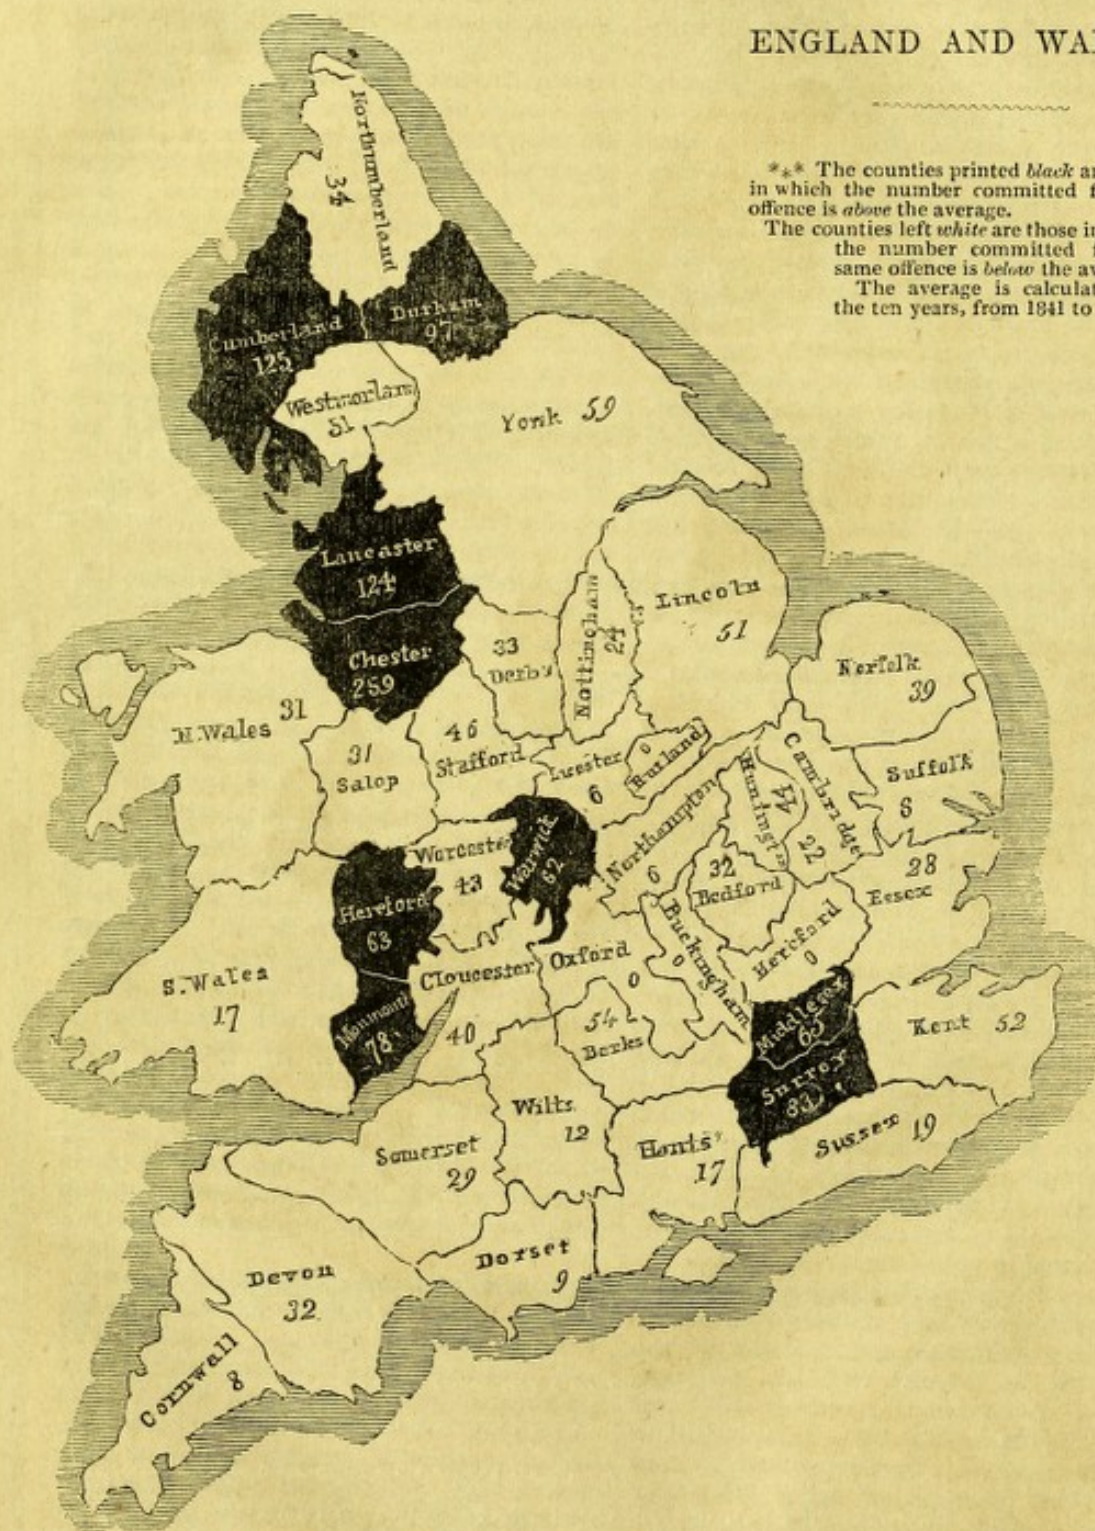 ENGLAND AND WA
*** The counties printed black a
in which the number committed f
offence is above the average.
The counties left white are those in
the number committed
same offence is below the av
The average is calculat
the ten years, from 1841 to
Northumberland
34
Cumberland
125
Durham
97
Westmorland
51
York 59
Lancaster
124
Chester
259
33
Derby
Nottingham
24
Lincoln
51
Norfolk
39
N. Wales 31
31
Salop
46
Stafford
Leicester
6
0
Rutland
Cambridge
22
Huntington
44
Suffolk
8
Worcester
43
Warwick
62
Northampton
6
32
Bedford
28
Essex
Hereford
63
Buckingham
0
Hertford
0
S. Wales
17
Monmouth
78
Gloucester
40
Oxford
0
54
Berks
Middlesex
65
Surrey
Kent 52
Wilts
12
Hants
17
Sussex 19
Somerset
29
Dorset
9
Devon
32
Cornwall
8